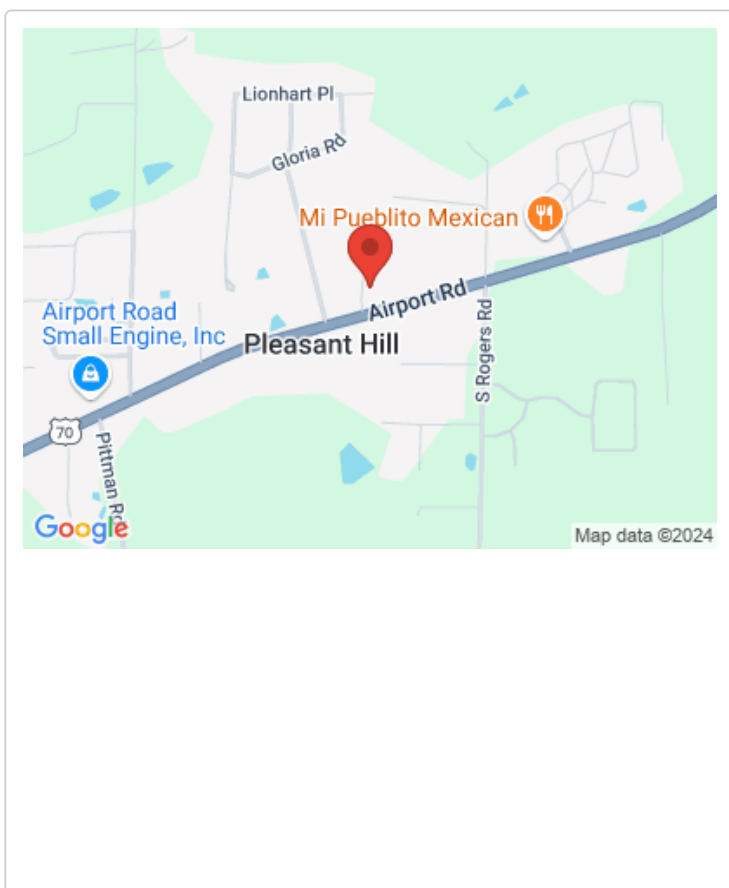 Lionhart Pl
Gloria Rd
Mi Pueblito Mexican
Airport Rd
Airport Road
Small Engine, Inc
Pleasant Hill
S Rogers Rd
70
Pittman Rd
Google
Map data ©2024